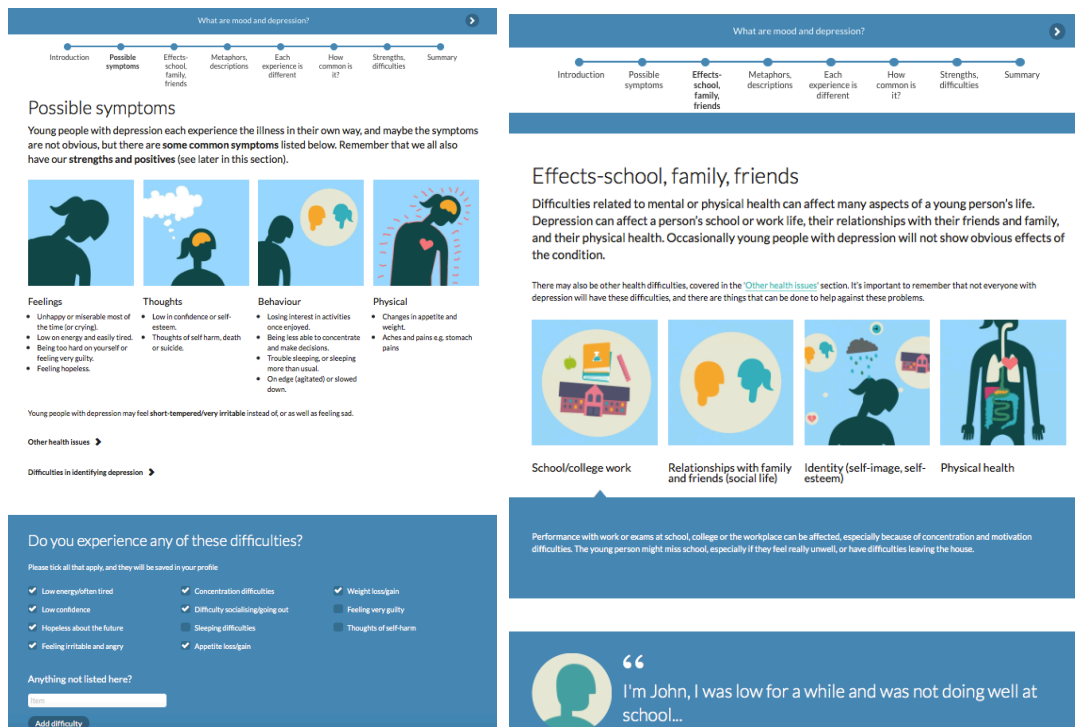 What are mood and depression?
Introduction
Possible
symptoms
Effects-
school,
family,
friends
Metaphors,
descriptions
Each
experience is
different
How
common is
it?
Strengths,
difficulties
Summary
Possible symptoms
Young people with depression each experience the illness in their own way, and maybe the symptoms
are not obvious, but there are some common symptoms listed below. Remember that we all also
have our strengths and positives (see later in this section).
Feelings
Unhappy or miserable most of
the time (or crying).
Low on energy and easily tired.
Being too hard on yourself or
feeling very guilty.
Feeling hopeless.
Thoughts
Low in confidence or self-
esteem.
Thoughts of self harm, death
or suicide.
Behaviour
Losing interest in activities
once enjoyed.
Being less able to concentrate
and make decisions.
Trouble sleeping, or sleeping
more than usual.
On edge (agitated) or slowed
down.
Physical
Changes in appetite and
weight.
Aches and pains e.g. stomach
pains
Young people with depression may feel short-tempered/very irritable instead of, or as well as feeling sad.
Other health issues
Difficulties in identifying depression
Do you experience any of these difficulties?
Please tick all that apply, and they will be saved in your profile
Low energy/often tired
Concentration difficulties
Weight loss/gain
Low confidence
Difficulty socialising/going out
Feeling very guilty
Hopeless about the future
Sleeping difficulties
Thoughts of self-harm
Feeling irritable and angry
Appetite loss/gain
Anything not listed here?
Item
Add difficulty
What are mood and depression?
Introduction
Possible
symptoms
Effects-
school,
family,
friends
Metaphors,
descriptions
Each
experience is
different
How
common is
it?
Strengths,
difficulties
Summary
Effects-school, family, friends
Difficulties related to mental or physical health can affect many aspects of a young person's life.
Depression can affect a person's school or work life, their relationships with their friends and family,
and their physical health. Occasionally young people with depression will not show obvious effects of
the condition.
There may also be other health difficulties, covered in the 'Other health issues' section. It's important to remember that not everyone with
depression will have these difficulties, and there are things that can be done to help against these problems.
School/college work
Relationships with family
and friends (social life)
Identity (self-image, self-
esteem)
Physical health
Performance with work or exams at school, college or the workplace can be affected, especially because of concentration and motivation
difficulties. The young person might miss school, especially if they feel really unwell, or have difficulties leaving the house.
“
I'm John, I was low for a while and was not doing well at
school...